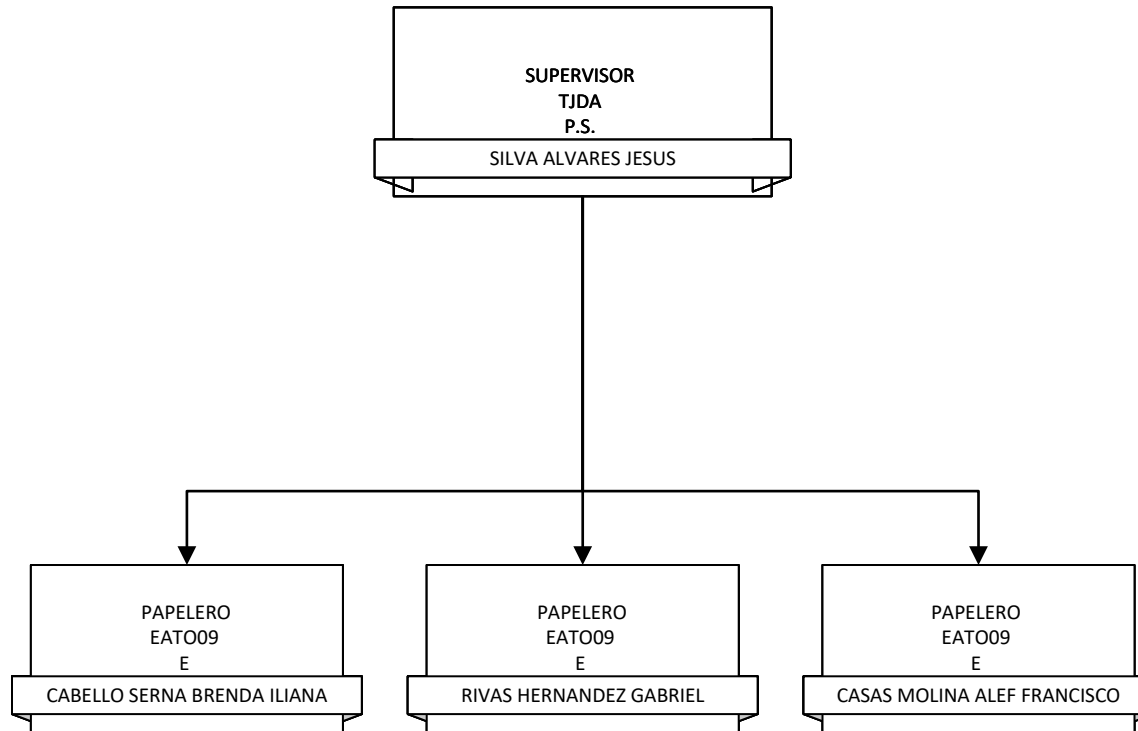 SUPERVISOR
TJDA
P.S.
SILVA ALVARES JESUS
PAPELERO
EATO09
E
CABELLO SERNA BRENDA ILIANA
PAPELERO
EATO09
E
RIVAS HERNANDEZ GABRIEL
PAPELERO
EATO09
E
CASAS MOLINA ALEF FRANCISCO